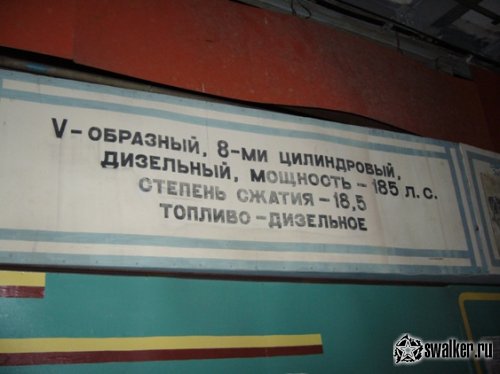 V-ОБРАЗНЫЙ, 8-МИ ЦИЛИНДРОВЫЙ,
ДИЗЕЛЬНЫЙ, МОЩНОСТЬ - 185 Л.С.
СТЕПЕНЬ СЖАТИЯ - 18,5
ТОПЛИВО - ДИЗЕЛЬНОЕ
swalker.ru